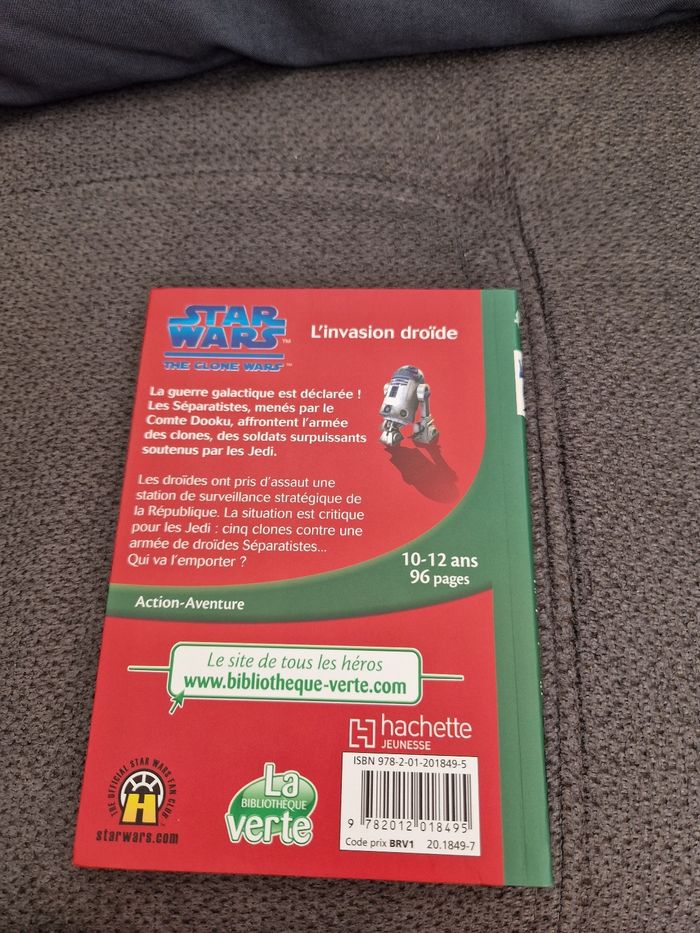 STAR
WARS™
THE CLONE WARS™
L'invasion droïde
La guerre galactique est déclarée !
Les Séparatistes, menés par le
Comte Dooku, affrontent l'armée
des clones, des soldats surpuissants
soutenus par les Jedi.
Les droïdes ont pris d'assaut une
station de surveillance stratégique de
la République. La situation est critique
pour les Jedi : cinq clones contre une
armée de droïdes Séparatistes...
Qui va l'emporter ?
10-12 ans
96 pages
Action-Aventure
Le site de tous les héros
www.bibliotheque-verte.com
hachette
JEUNESSE
THE OFFICIAL STAR WARS FAN CLUB
H
starwars.com
La
BIBLIOTHÈQUE
verte
ISBN 978-2-01-201849-5
9 782012 018495
Code prix BRV1 20.1849-7